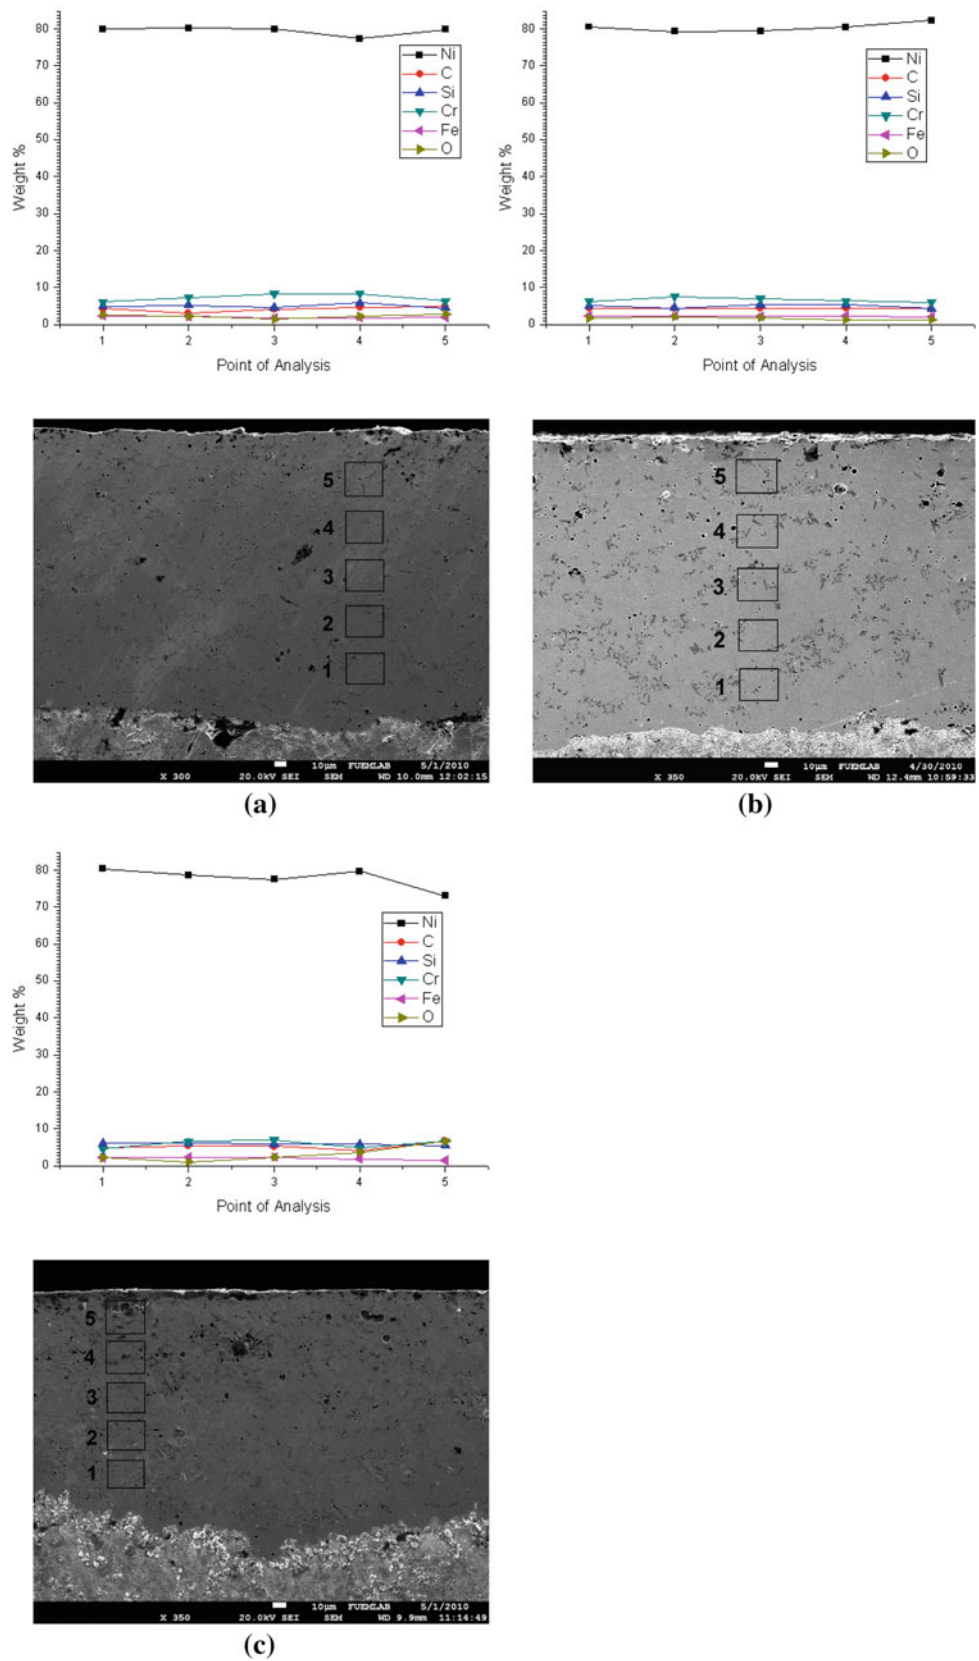 80
70
60
50
40
30
20
10
0
Weight %
Ni
C
Si
Cr
Fe
O
1 2 3 4 5
Point of Analysis
80
70
60
50
40
30
20
10
0
Weight %
Ni
C
Si
Cr
Fe
O
1 2 3 4 5
Point of Analysis
5
4
3
2
1
10μm FUEMLAB 5/1/2010
X 300 20.0kV SEI SEM WD 10.0mm 12:02:15
(a)
5
4
3
2
1
10μm FUEMLAB 4/30/2010
X 350 20.0kV SEI SEM WD 12.4mm 10:59:33
(b)
80
70
60
50
40
30
20
10
0
Weight %
Ni
C
Si
Cr
Fe
O
1 2 3 4 5
Point of Analysis
5
4
3
2
1
10μm FUEMLAB 5/1/2010
X 350 20.0kV SEI SEM WD 9.9mm 11:14:49
(c)